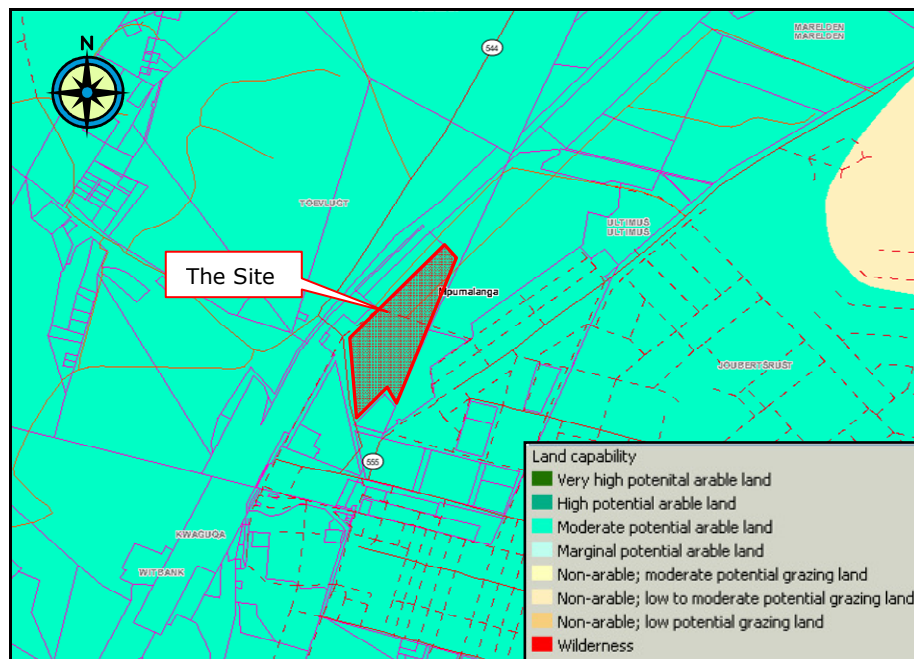 MARELDEN
MARELDEN
N
544
TOEVLUGT
ULTIMUS
ULTIMUS
The Site
Mpumalanga
JOUBERTSRUST
555
KWAGUQA
WITBANK
Land capability
Very high potenital arable land
High potential arable land
Moderate potential arable land
Marginal potential arable land
Non-arable; moderate potential grazing land
Non-arable; low to moderate potential grazing land
Non-arable; low potential grazing land
Wilderness